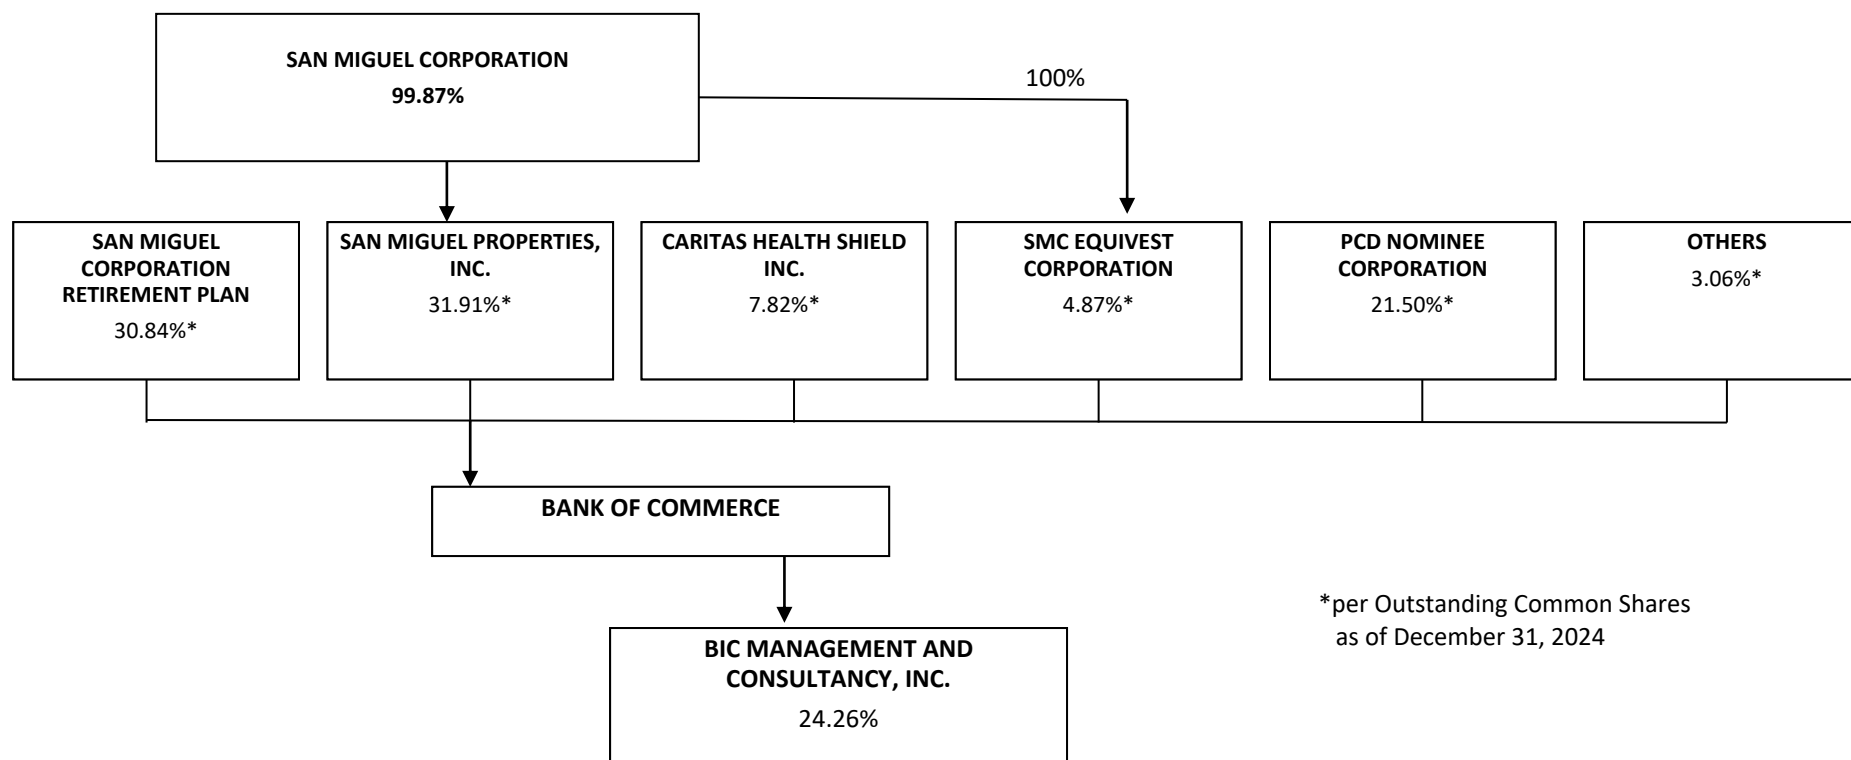 SAN MIGUEL CORPORATION
99.87%
100%
SAN MIGUEL
CORPORATION
RETIREMENT PLAN
30.84%*
SAN MIGUEL PROPERTIES,
INC.
31.91%*
CARITAS HEALTH SHIELD
INC.
7.82%*
SMC EQUIVEST
CORPORATION
4.87%*
PCD NOMINEE
CORPORATION
21.50%*
OTHERS
3.06%*
BANK OF COMMERCE
*per Outstanding Common Shares
as of December 31, 2024
BIC MANAGEMENT AND
CONSULTANCY, INC.
24.26%